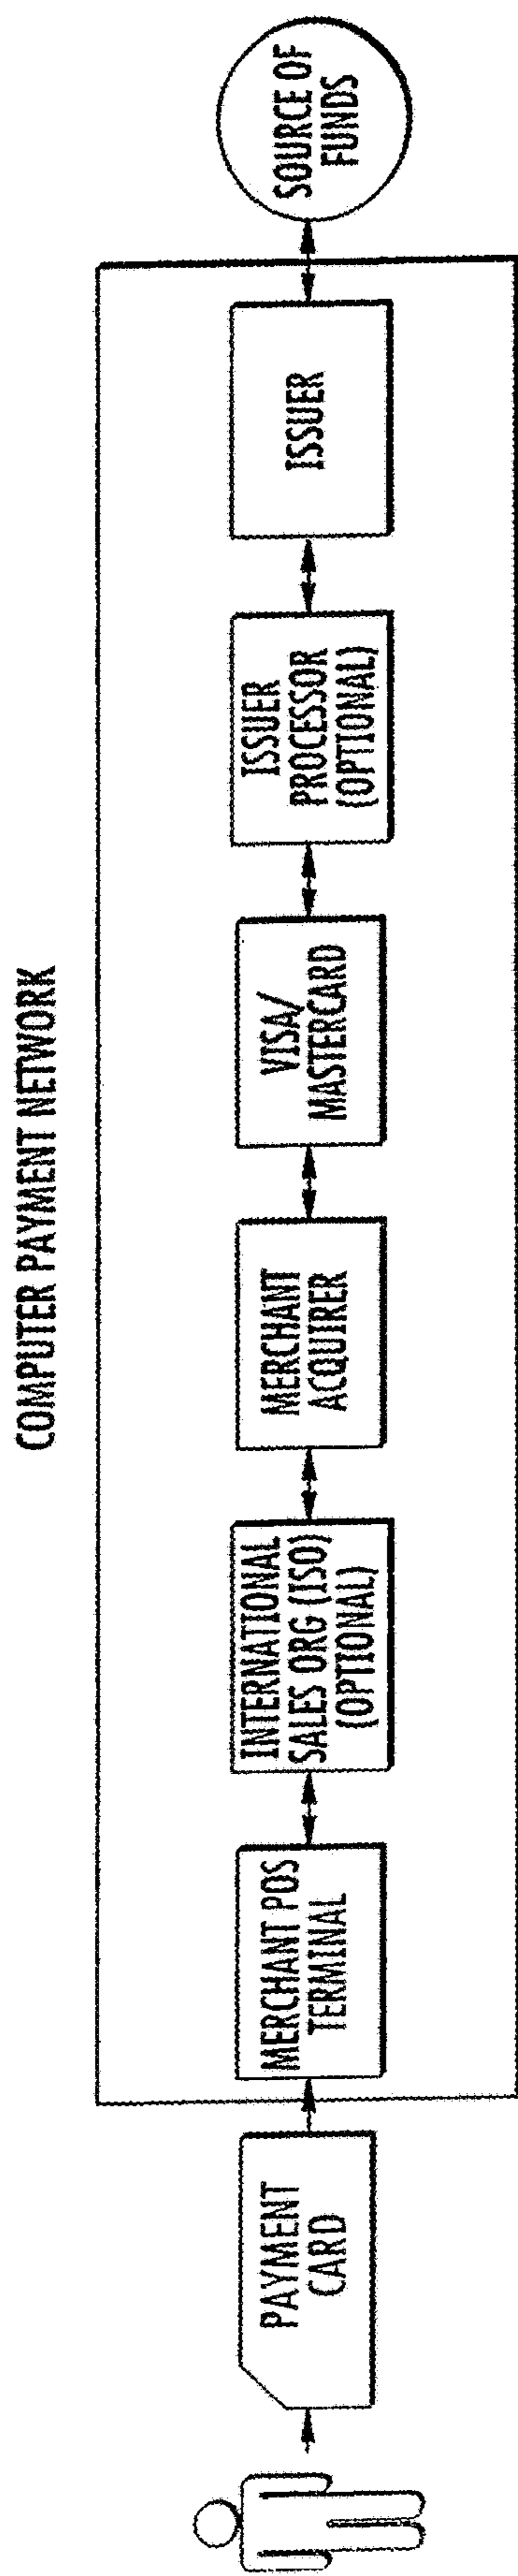 COMPUTER PAYMENT NETWORK
PAYMENT
CARD
MERCHANT POS
TERMINAL
INTERNATIONAL
SALES ORG (ISO)
(OPTIONAL)
MERCHANT
ACQUIRER
VISA/
MASTERCARD
ISSUER
PROCESSOR
(OPTIONAL)
ISSUER
SOURCE OF
FUNDS